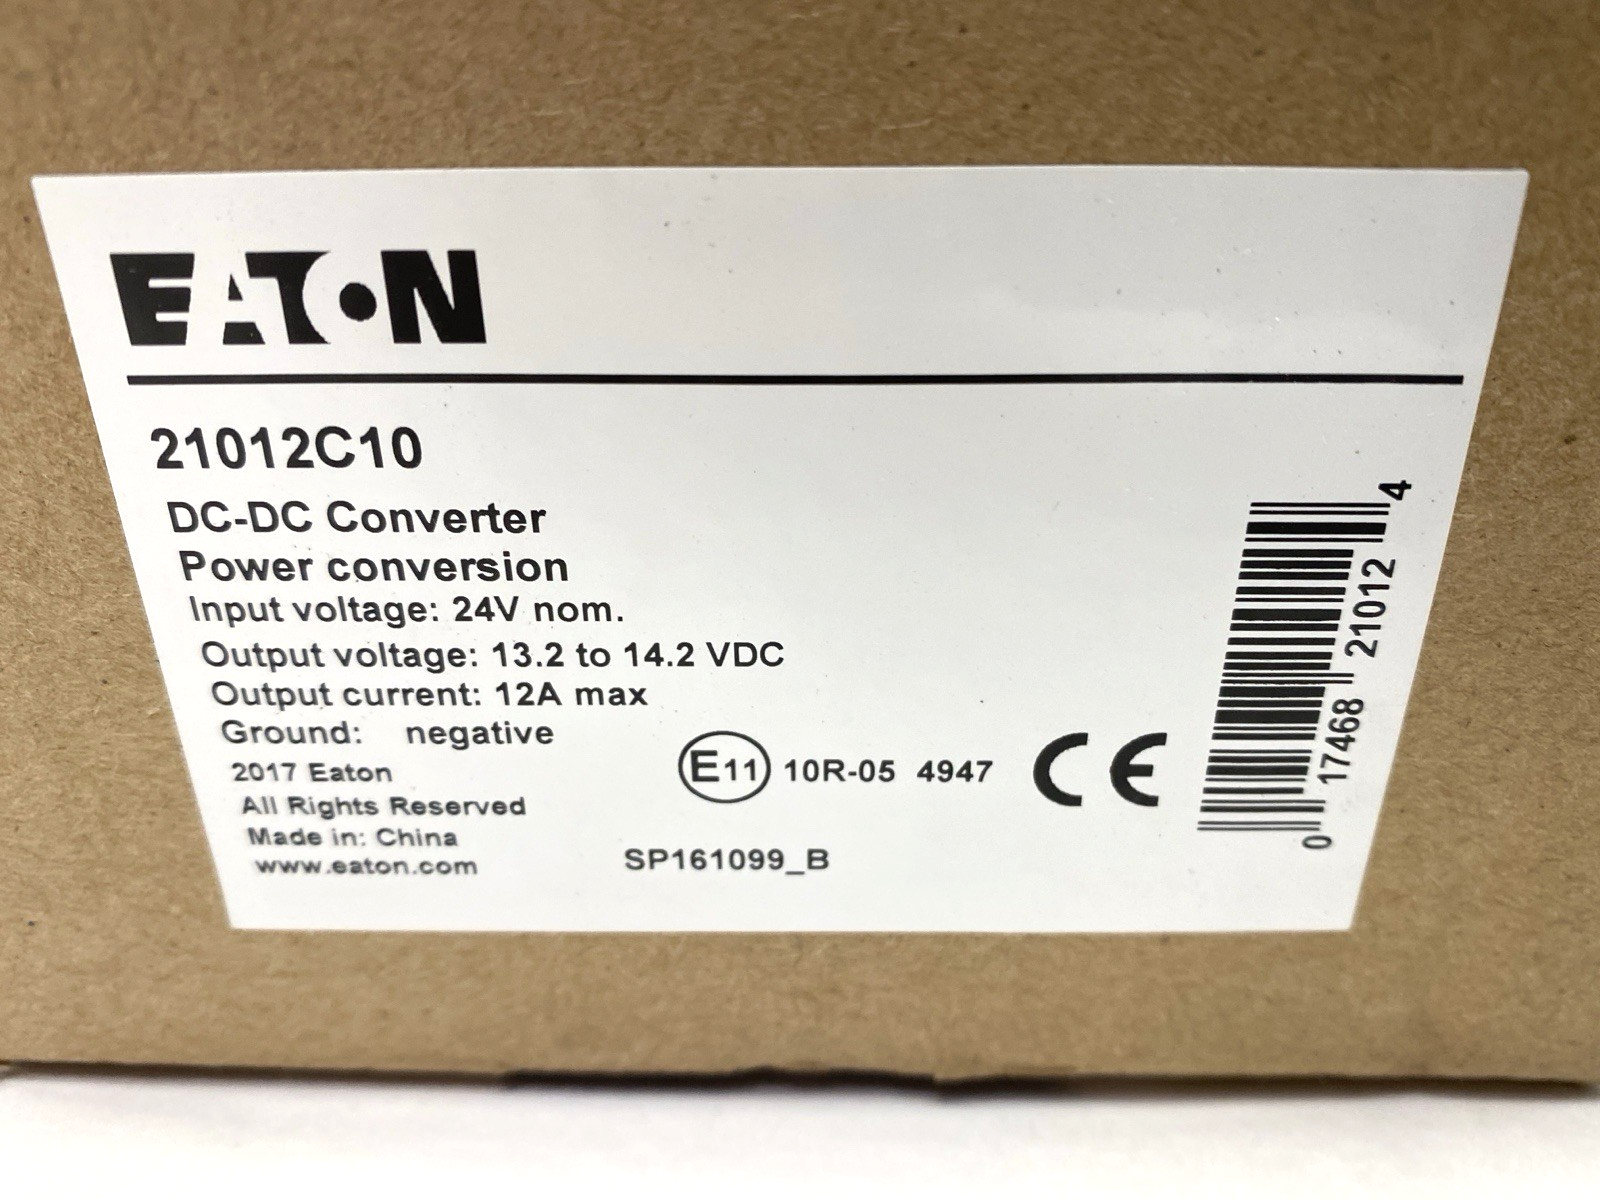 EATON
21012C10
DC-DC Converter
Power conversion
Input voltage: 24V nom.
Output voltage: 13.2 to 14.2 VDC
Output current: 12A max
Ground: negative
2017 Eaton
All Rights Reserved
Made in: China
www.eaton.com
E11 10R-05 4947
CE
SP161099_B
0 17468 21012 4